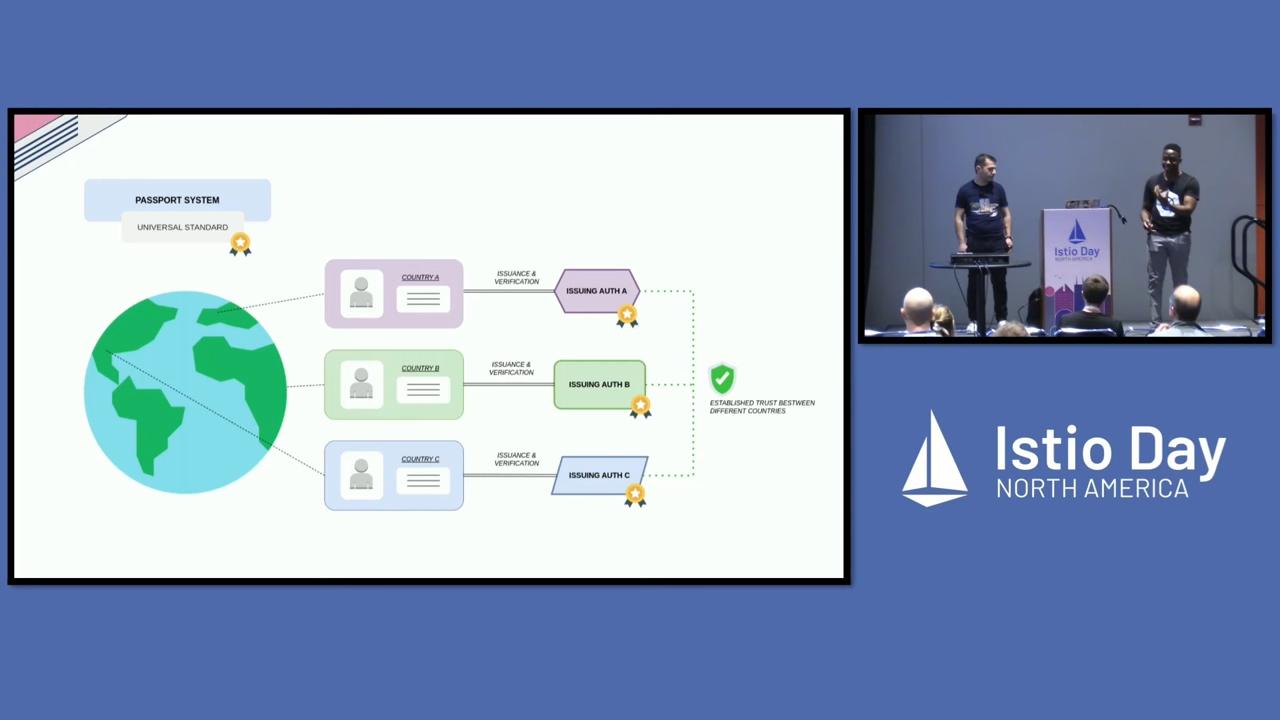 PASSPORT SYSTEM
UNIVERSAL STANDARD
COUNTRY A
ISSUANCE &
VERIFICATION
ISSUING AUTH A
COUNTRY B
ISSUANCE &
VERIFICATION
ISSUING AUTH B
ESTABLISHED TRUST BESTWEEN
DIFFERENT COUNTRIES
COUNTRY C
ISSUANCE &
VERIFICATION
ISSUING AUTH C
Istio Day
NORTH AMERICA
Istio Day
NORTH AMERICA